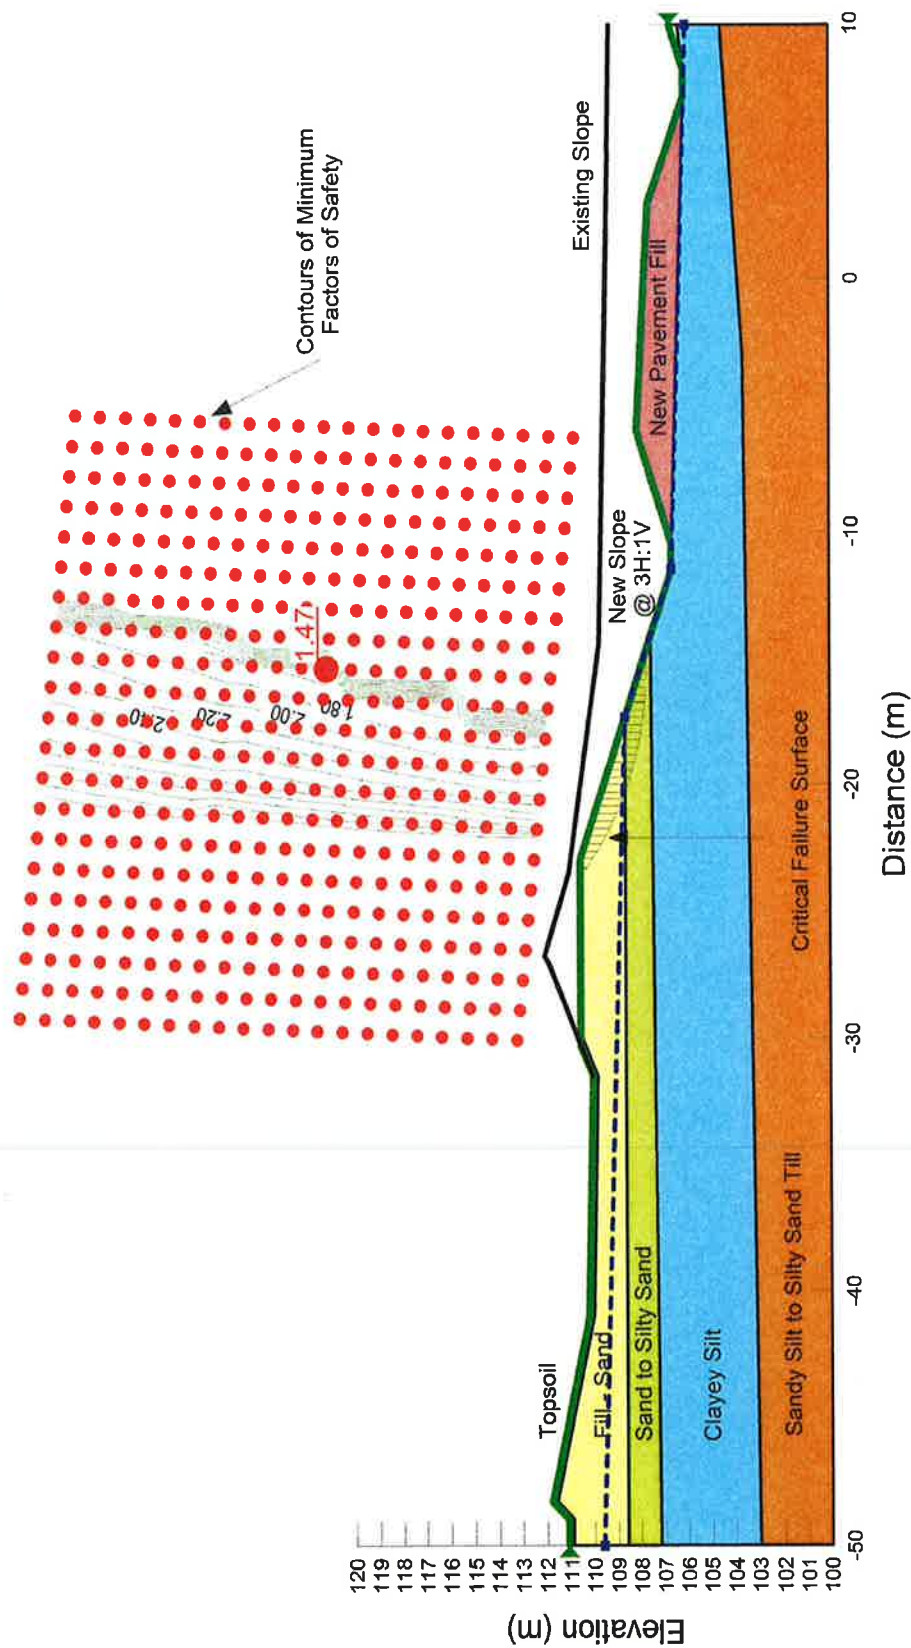 Contours of Minimum
Factors of Safety
1.47
2.40
2.20
2.00
1.80
Existing Slope
New Slope
@ 3H:1V
New Pavement Fill
Topsoil
Fill - Sand
Sand to Silty Sand
Clayey Silt
Sandy Silt to Silty Sand Till
Critical Failure Surface
Elevation (m)
120
119
118
117
116
115
114
113
112
111
110
109
108
107
106
105
104
103
102
101
100
-50
-40
-30
-20
-10
0
10
Distance (m)